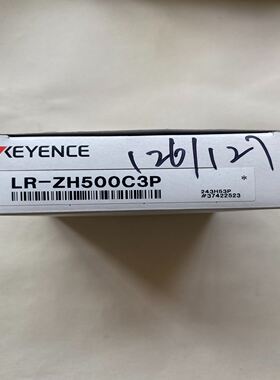 KEYENCE
126/127
LR-ZH500C3P
*
243H53P
#37422523